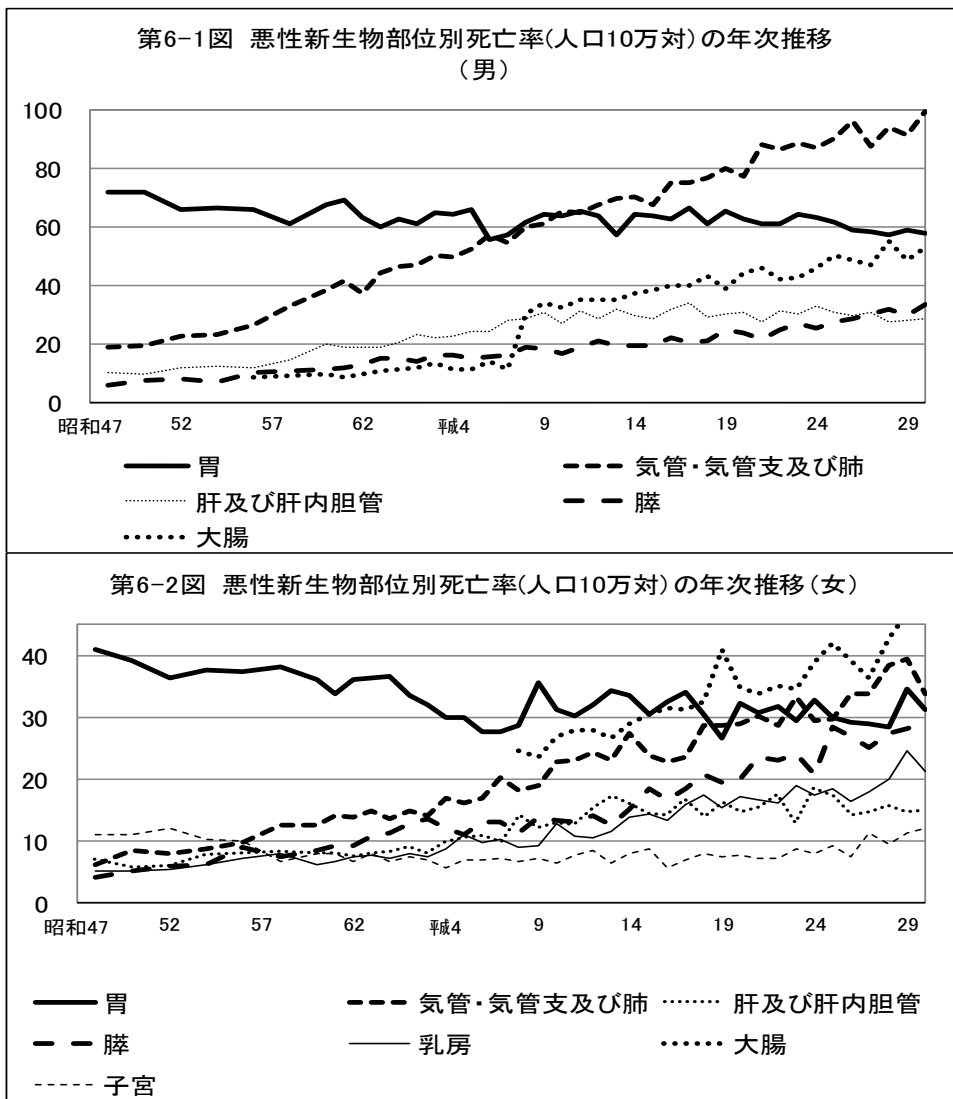 第6-1図 悪性新生物部位別死亡率(人口10万対)の年次推移
(男)
100
80
60
40
20
0
昭和47 52 57 62 平成4 9 14 19 24 29
胃 気管・気管支及び肺
肝及び肝内胆管 膵
大腸
第6-2図 悪性新生物部位別死亡率(人口10万対)の年次推移(女)
40
30
20
10
0
昭和47 52 57 62 平成4 9 14 19 24 29
胃 気管・気管支及び肺 肝及び肝内胆管
膵 乳房 大腸
子宮